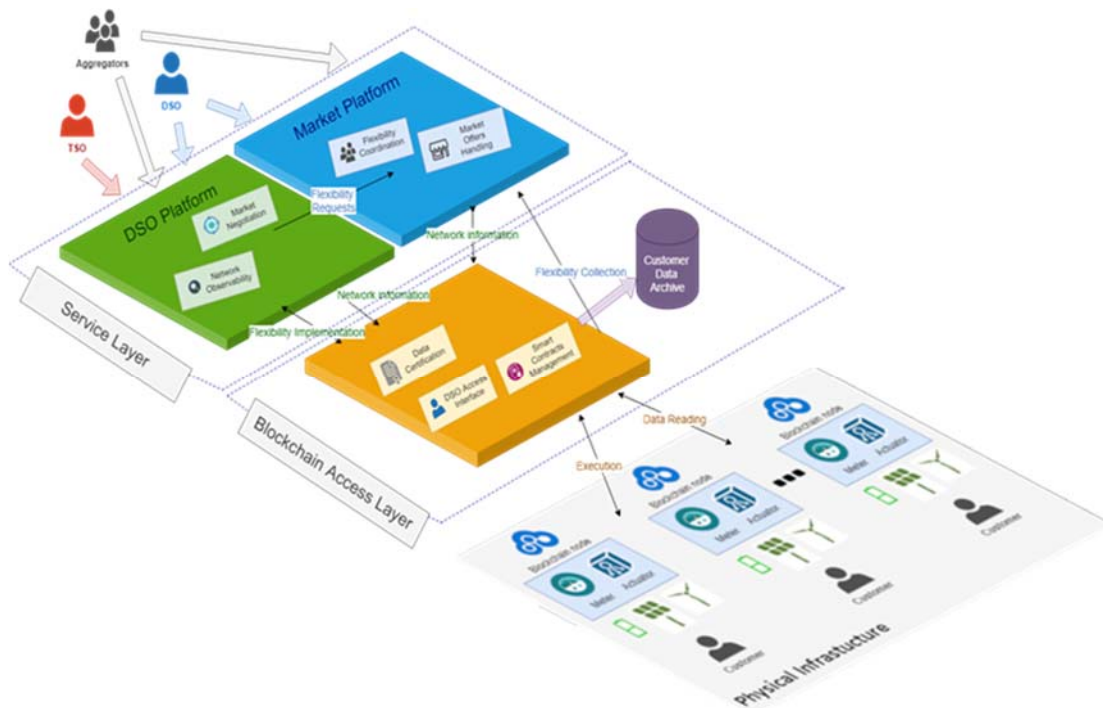 Aggregators
DSO
TSO
Market Platform
Flexibility
Coordination
Market
Offers
Handling
DSO Platform
Market
Negotiation
Network
Observability
Flexibility
Requests
Network information
Flexibility Collection
Customer
Data
Archive
Network information
Flexibility Implementation
Service Layer
Data
Certification
DSO Access
Interface
Smart
Contracts
Management
Blockchain Access Layer
Data Reading
Execution
Blockchain node
Meter
Actuator
Customer
Blockchain node
Meter
Actuator
Customer
Blockchain node
Meter
Actuator
Customer
Physical Infrastucture